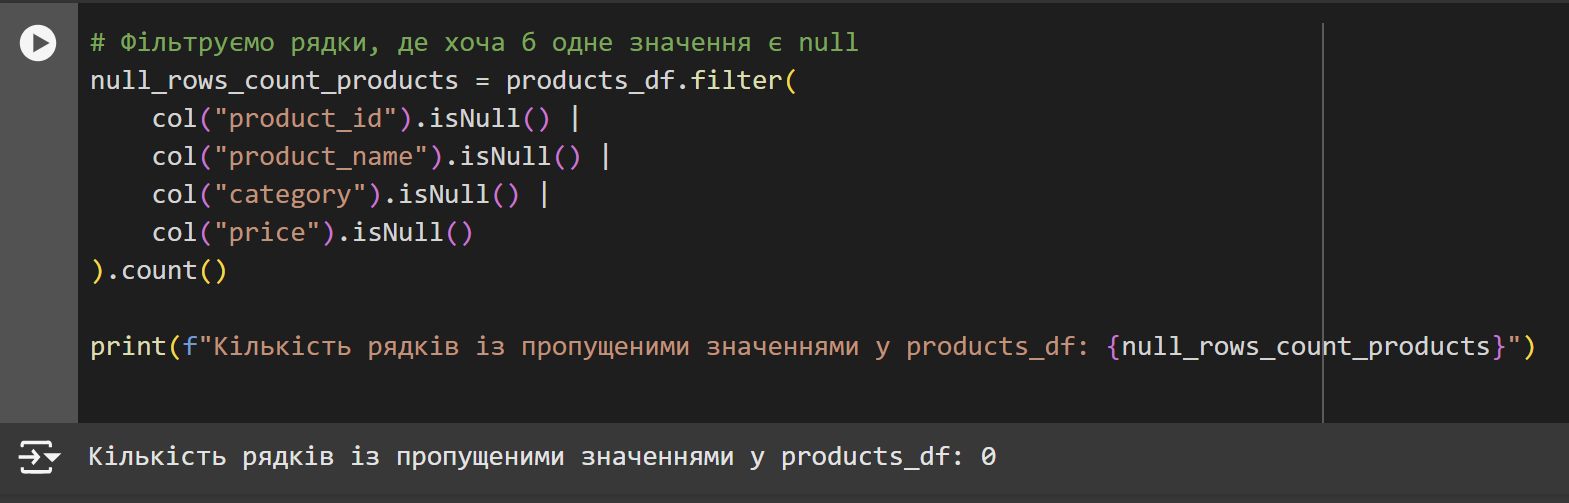 # Фільтруємо рядки, де хоча б одне значення є null
null_rows_count_products = products_df.filter(
    col("product_id").isNull() |
    col("product_name").isNull() |
    col("category").isNull() |
    col("price").isNull()
).count()
print(f"Кількість рядків із пропущеними значеннями у products_df: {null_rows_count_products}")
Кількість рядків із пропущеними значеннями у products_df: 0